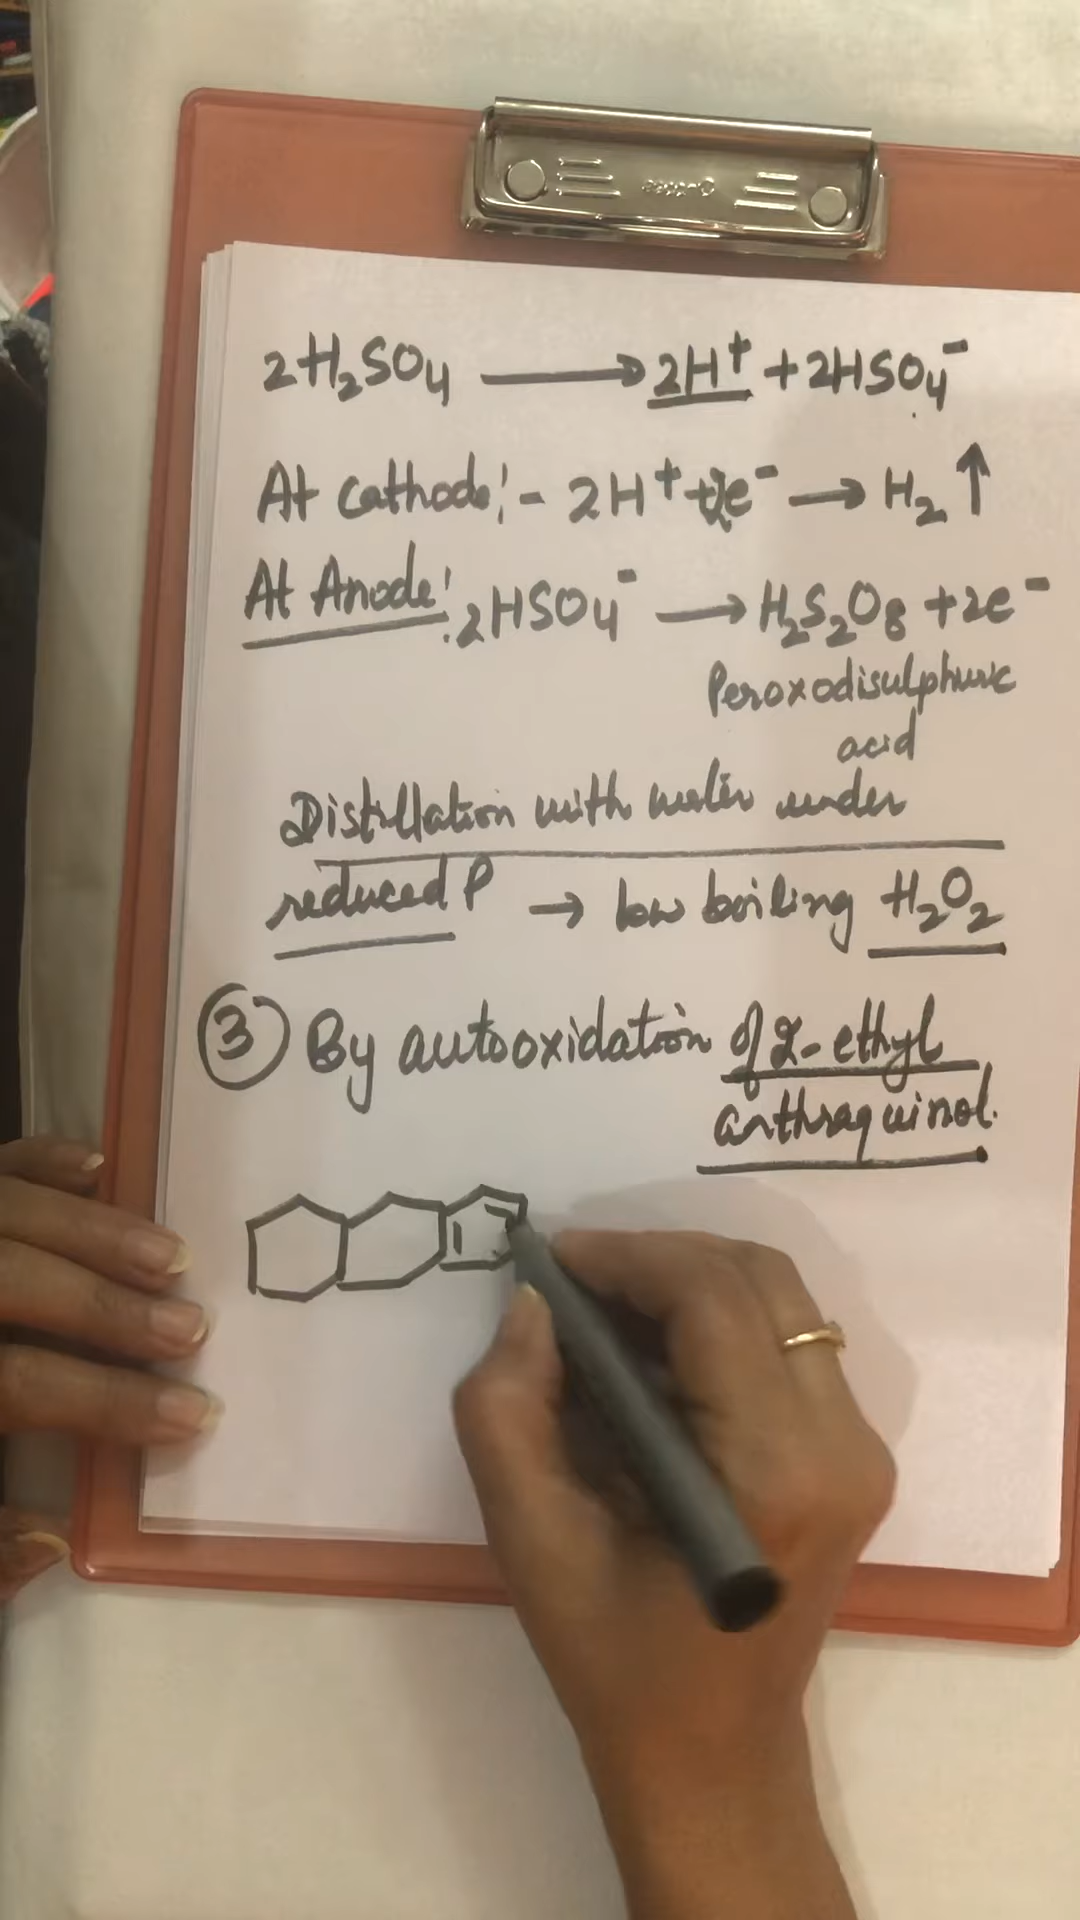 2H₂SO₄ ⟶ 2H⁺ + 2HSO₄⁻
At Cathode:- 2H⁺ + 2e⁻ ⟶ H₂ ↑
At Anode: 2HSO₄⁻ ⟶ H₂S₂O₈ + 2e⁻
Peroxodisulphuric
acid
Distillation with water under
reduced P → low boiling H₂O₂
③ By autooxidation of 2-ethyl
anthraquinol.